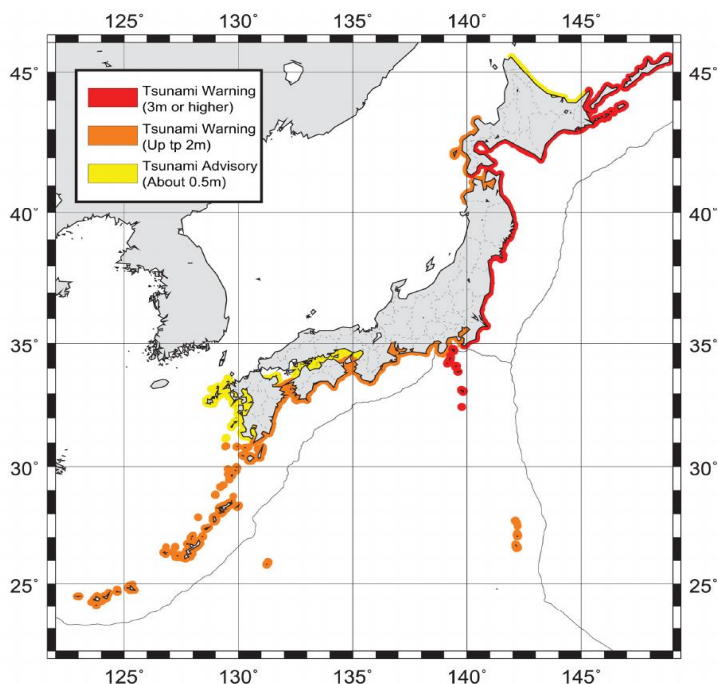 125° 130° 135° 140° 145°
45° 45°
Tsunami Warning
(3m or higher)
Tsunami Warning
(Up tp 2m)
Tsunami Advisory
(About 0.5m)
40° 40°
35° 35°
30° 30°
25° 25°
125° 130° 135° 140° 145°